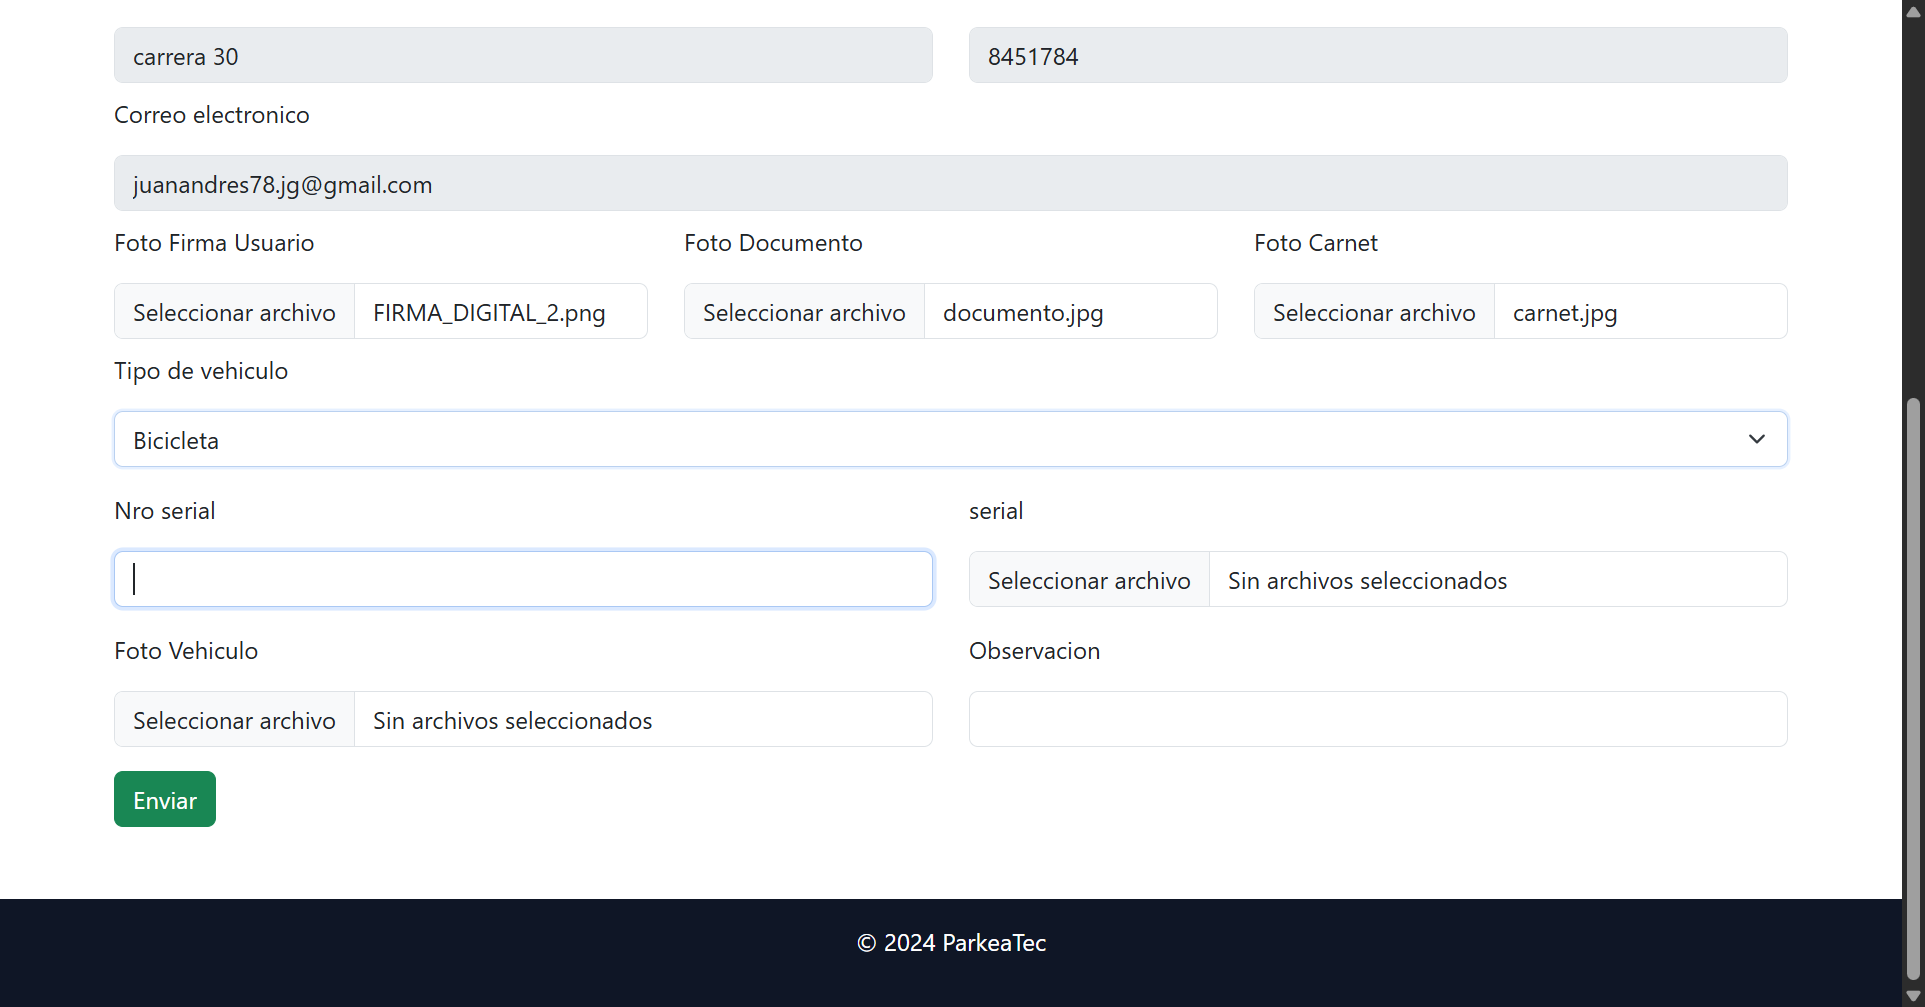 carrera 30
8451784
Correo electronico
juanandres78.jg@gmail.com
Foto Firma Usuario
Foto Documento
Foto Carnet
Seleccionar archivo FIRMA_DIGITAL_2.png
Seleccionar archivo documento.jpg
Seleccionar archivo carnet.jpg
Tipo de vehiculo
Bicicleta
Nro serial
serial
Seleccionar archivo Sin archivos seleccionados
Foto Vehiculo
Observacion
Seleccionar archivo Sin archivos seleccionados
Enviar
© 2024 ParkeaTec